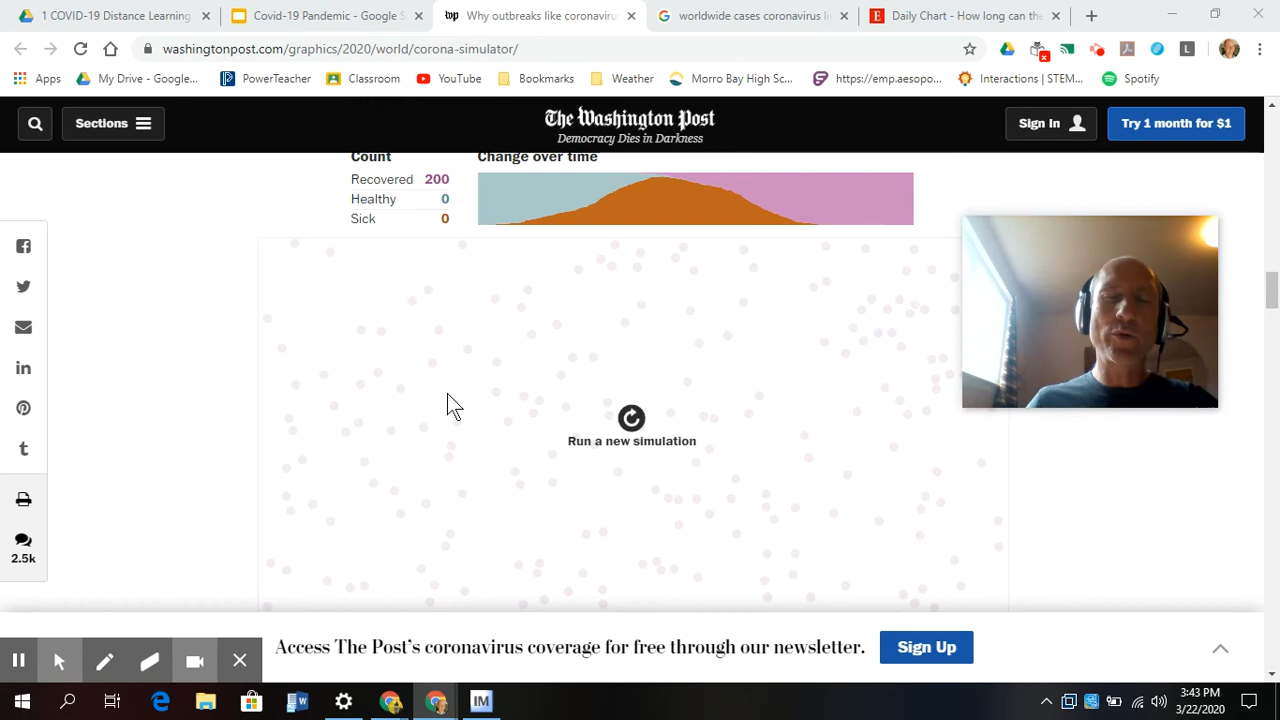 1 COVID-19 Distance Learning
Covid-19 Pandemic - Google S
Why outbreaks like coronaviru
worldwide cases coronavirus li
Daily Chart - How long can the
washingtonpost.com/graphics/2020/world/corona-simulator/
Apps
My Drive - Google...
PowerTeacher
Classroom
YouTube
Bookmarks
Weather
Morro Bay High Sc...
https://emp.aesopo...
Interactions | STEM...
Spotify
Sections
The Washington Post
Democracy Dies in Darkness
Sign In
Try 1 month for $1
Count
Change over time
Recovered 200
Healthy 0
Sick 0
Run a new simulation
2.5k
Access The Post's coronavirus coverage for free through our newsletter.
Sign Up
IM
3:43 PM
3/22/2020